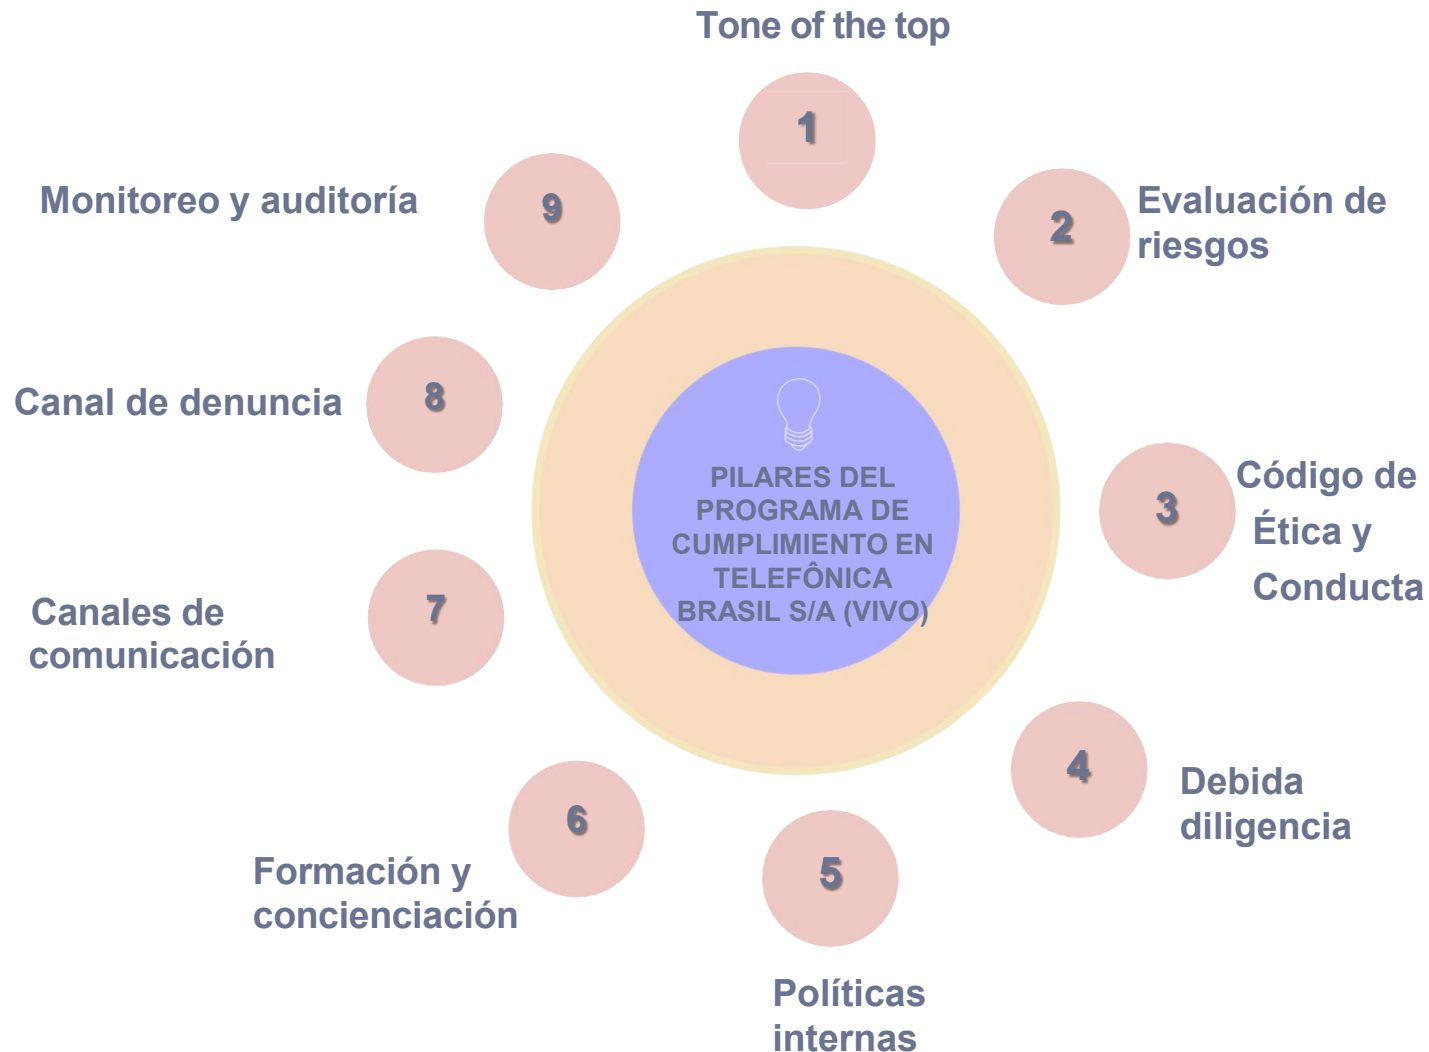 Tone of the top
1
2
Evaluación de
riesgos
3
Código de
Ética y
Conducta
4
Debida
diligencia
5
Políticas
internas
6
Formación y
concienciación
7
Canales de
comunicación
8
Canal de denuncia
9
Monitoreo y auditoría
PILARES DEL
PROGRAMA DE
CUMPLIMIENTO EN
TELEFÔNICA
BRASIL S/A (VIVO)